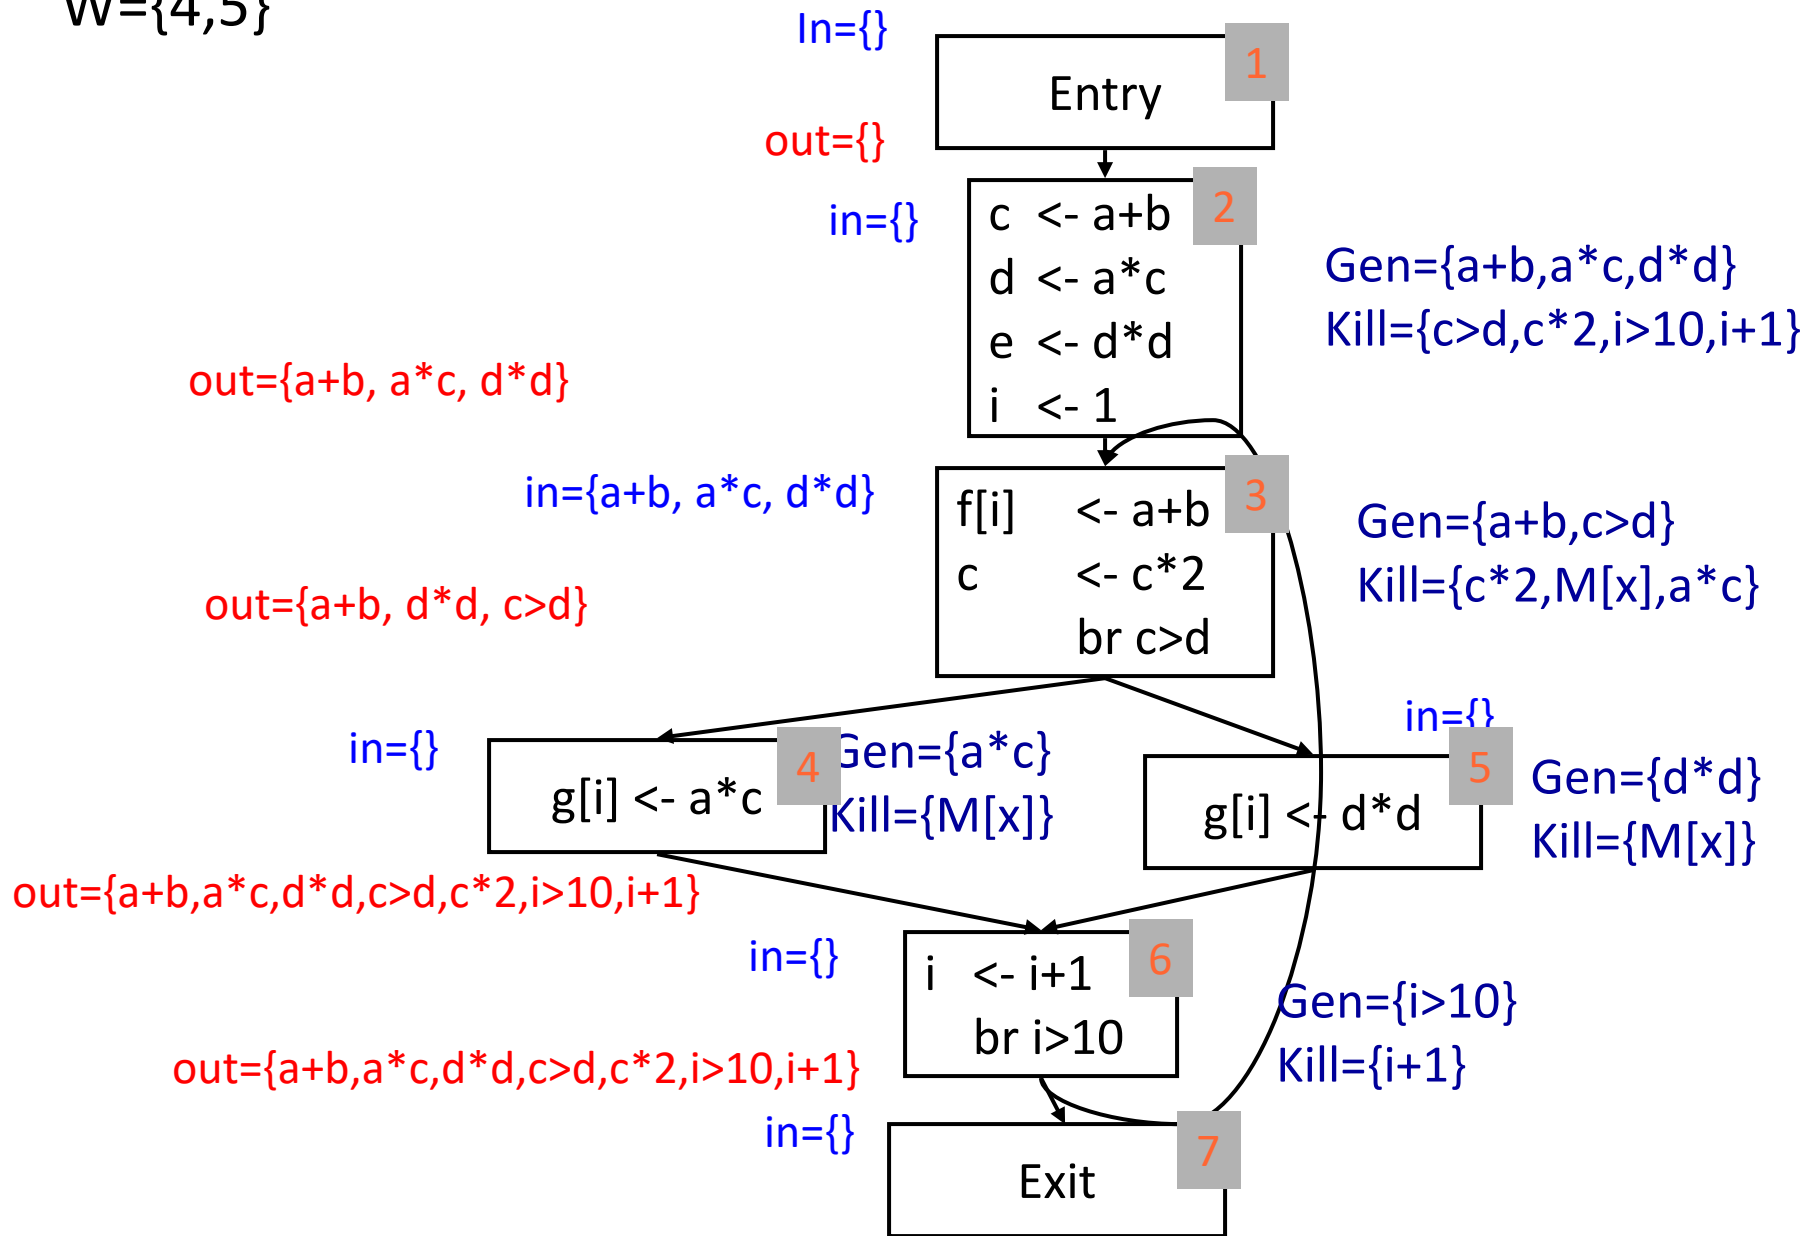 W={4,5}
In={}
1
Entry
out={}
in={}
2
c <- a+b
d <- a*c
e <- d*d
i <- 1
Gen={a+b,a*c,d*d}
Kill={c>d,c*2,i>10,i+1}
out={a+b, a*c, d*d}
in={a+b, a*c, d*d}
3
f[i] <- a+b
c <- c*2
br c>d
Gen={a+b,c>d}
Kill={c*2,M[x],a*c}
out={a+b, d*d, c>d}
in={}
4
g[i] <- a*c
Gen={a*c}
Kill={M[x]}
in={}
5
g[i] <- d*d
Gen={d*d}
Kill={M[x]}
out={a+b,a*c,d*d,c>d,c*2,i>10,i+1}
in={}
6
i <- i+1
br i>10
Gen={i>10}
Kill={i+1}
out={a+b,a*c,d*d,c>d,c*2,i>10,i+1}
in={}
7
Exit